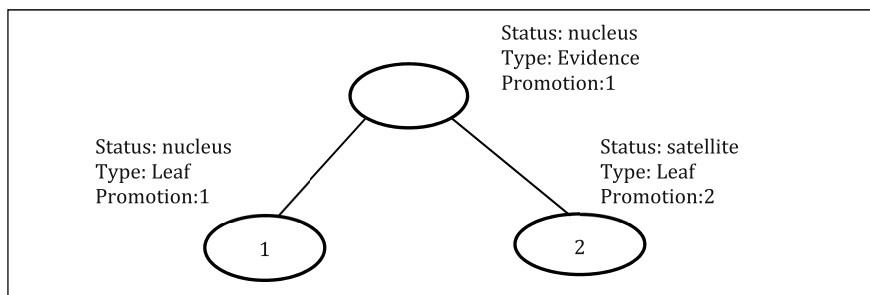 Status: nucleus
Type: Evidence
Promotion:1
Status: nucleus
Type: Leaf
Promotion:1
Status: satellite
Type: Leaf
Promotion:2
1
2